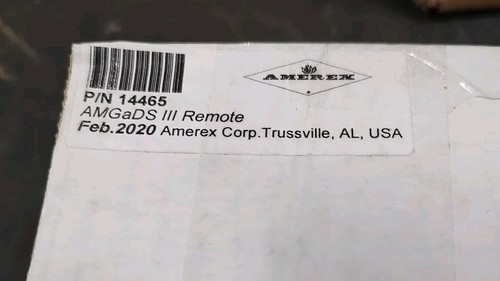 AMEREX
P/N 14465
AMGaDS III Remote
Feb.2020 Amerex Corp.Trussville, AL, USA